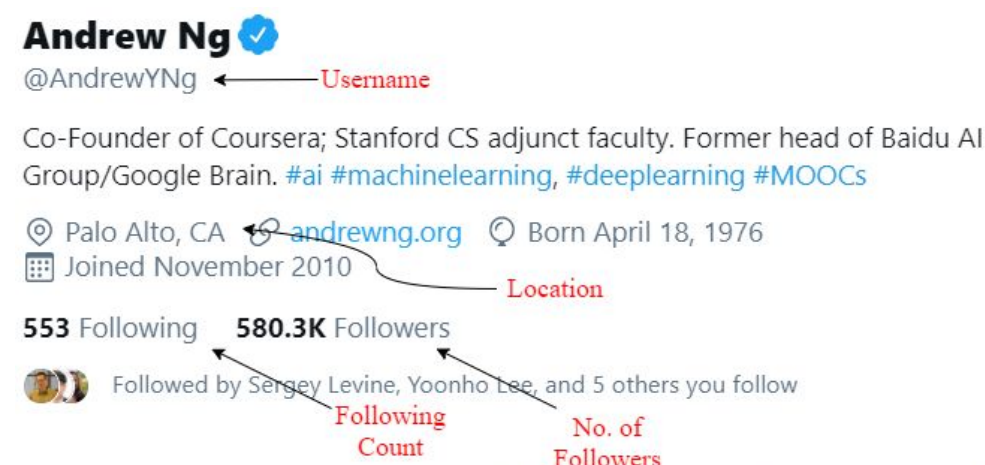 Andrew Ng
@AndrewYNg
Username
Co-Founder of Coursera; Stanford CS adjunct faculty. Former head of Baidu AI
Group/Google Brain. #ai #machinelearning, #deeplearning #MOOCs
Palo Alto, CA andrewng.org Born April 18, 1976
Joined November 2010
Location
553 Following 580.3K Followers
Followed by Sergey Levine, Yoonho Lee, and 5 others you follow
Following
Count
No. of
Followers